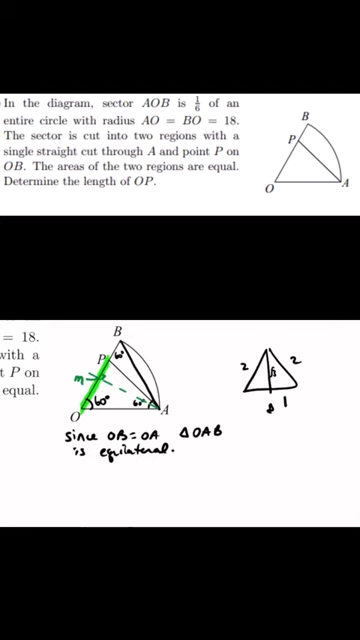 In the diagram, sector AOB is 1/6 of an
entire circle with radius AO = BO = 18.
The sector is cut into two regions with a
single straight cut through A and point P on
OB. The areas of the two regions are equal.
Determine the length of OP.
B
P
O
A
= 18.
with a
t P on
equal.
B
P
60°
m
O
60°
60°
A
2
2
1
since OB = OA △OAB
is equilateral.